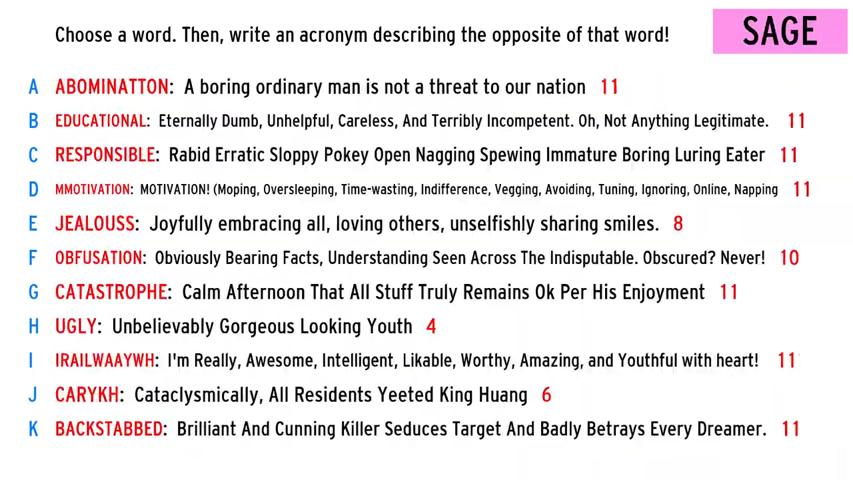 Choose a word. Then, write an acronym describing the opposite of that word!
SAGE
A ABOMINATTON: A boring ordinary man is not a threat to our nation 11
B EDUCATIONAL: Eternally Dumb, Unhelpful, Careless, And Terribly Incompetent. Oh, Not Anything Legitimate. 11
C RESPONSIBLE: Rabid Erratic Sloppy Pokey Open Nagging Spewing Immature Boring Luring Eater 11
D MMOTIVATION: MOTIVATION! (Moping, Oversleeping, Time-wasting, Indifference, Vegging, Avoiding, Tuning, Ignoring, Online, Napping 11
E JEALOUSS: Joyfully embracing all, loving others, unselfishly sharing smiles. 8
F OBFUSATION: Obviously Bearing Facts, Understanding Seen Across The Indisputable. Obscured? Never! 10
G CATASTROPHE: Calm Afternoon That All Stuff Truly Remains Ok Per His Enjoyment 11
H UGLY: Unbelievably Gorgeous Looking Youth 4
I IRAILWAAYWH: I'm Really, Awesome, Intelligent, Likable, Worthy, Amazing, and Youthful with heart! 11
J CARYKH: Cataclysmically, All Residents Yeeted King Huang 6
K BACKSTABBED: Brilliant And Cunning Killer Seduces Target And Badly Betrays Every Dreamer. 11